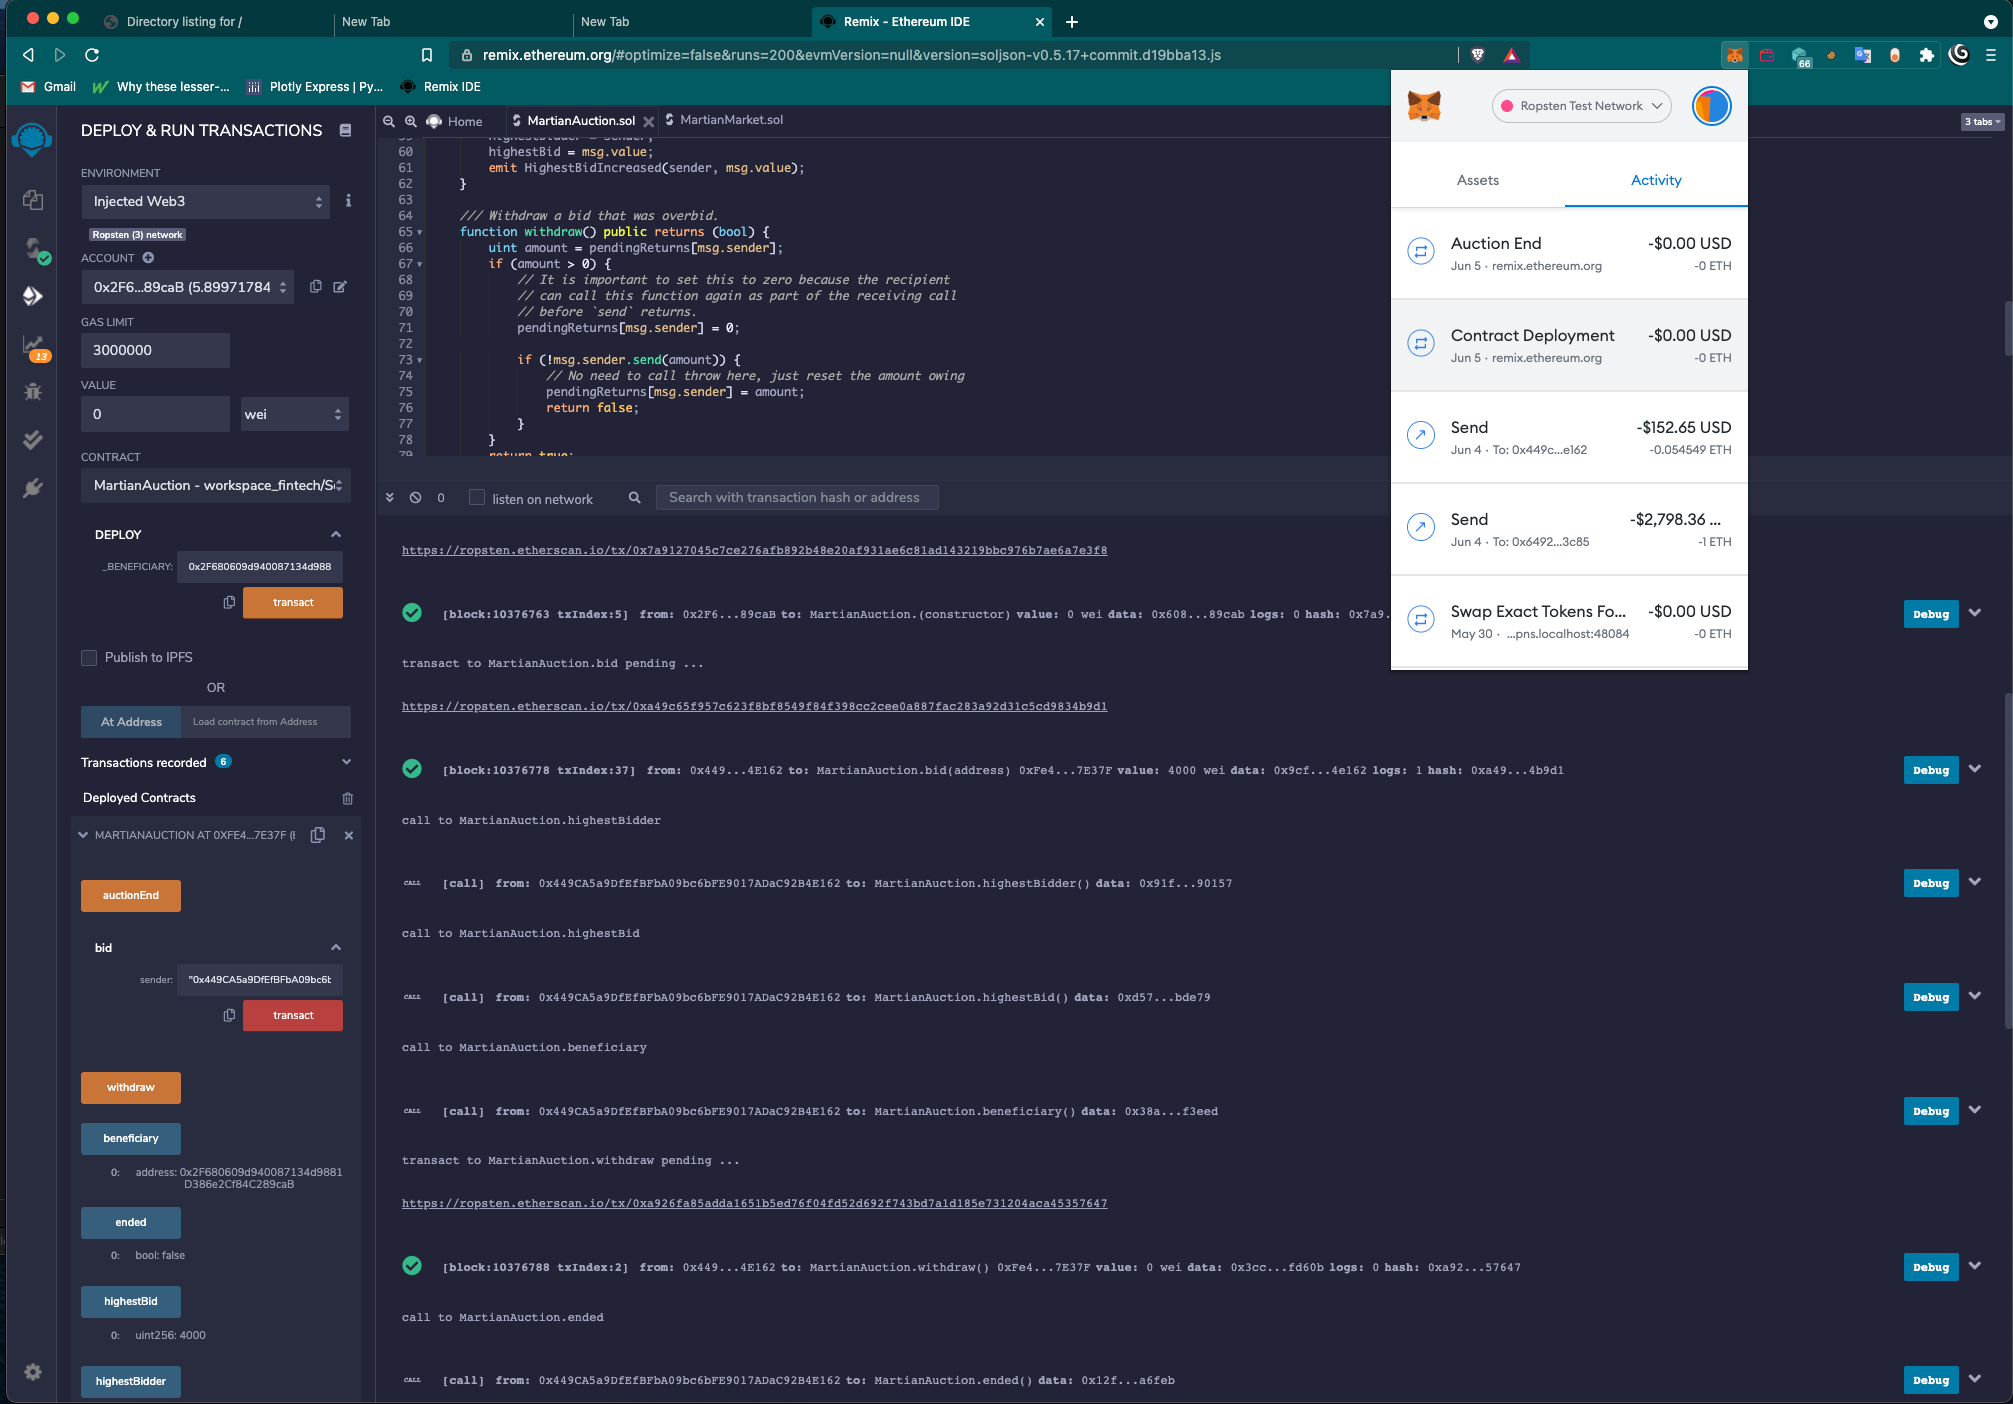 Directory listing for /
New Tab
New Tab
Remix - Ethereum IDE
remix.ethereum.org/#optimize=false&runs=200&evmVersion=null&version=soljson-v0.5.17+commit.d19bba13.js
66
Gmail
Why these lesser-...
Plotly Express | Py...
Remix IDE
DEPLOY & RUN TRANSACTIONS
ENVIRONMENT
Injected Web3
Ropsten (3) network
ACCOUNT
0x2F6...89caB (5.89971784
GAS LIMIT
3000000
VALUE
0
wei
CONTRACT
MartianAuction - workspace_fintech/S
DEPLOY
_BENEFICIARY:
0x2F680609d940087134d988
transact
Publish to IPFS
OR
At Address
Load contract from Address
Transactions recorded 6
Deployed Contracts
MARTIANAUCTION AT 0XFE4...7E37F (
auctionEnd
bid
sender:
"0x449CA5a9DfEfBFbA09bc6b
transact
withdraw
beneficiary
0: address: 0x2F680609d940087134d9881
D386e2Cf84C289caB
ended
0: bool: false
highestBid
0: uint256: 4000
highestBidder
13
Home
MartianAuction.sol
MartianMarket.sol
3 tabs
60 highestBid = msg.value;
61 emit HighestBidIncreased(sender, msg.value);
62 }
63
64 /// Withdraw a bid that was overbid.
65 function withdraw() public returns (bool) {
66 uint amount = pendingReturns[msg.sender];
67 if (amount > 0) {
68 // It is important to set this to zero because the recipient
69 // can call this function again as part of the receiving call
70 // before `send` returns.
71 pendingReturns[msg.sender] = 0;
72
73 if (!msg.sender.send(amount)) {
74 // No need to call throw here, just reset the amount owing
75 pendingReturns[msg.sender] = amount;
76 return false;
77 }
78 }
79 return true;
0
listen on network
Search with transaction hash or address
https://ropsten.etherscan.io/tx/0x7a9127045c7ce276afb892b48e20af931ae6c81ad143219bbc976b7ae6a7e3f8
[block:10376763 txIndex:5] from: 0x2F6...89caB to: MartianAuction.(constructor) value: 0 wei data: 0x608...89cab logs: 0 hash: 0x7a9.
Debug
transact to MartianAuction.bid pending ...
https://ropsten.etherscan.io/tx/0xa49c65f957c623f8bf8549f84f398cc2cee0a887fac283a92d31c5cd9834b9d1
[block:10376778 txIndex:37] from: 0x449...4E162 to: MartianAuction.bid(address) 0xFe4...7E37F value: 4000 wei data: 0x9cf...4e162 logs: 1 hash: 0xa49...4b9d1
Debug
call to MartianAuction.highestBidder
CALL [call] from: 0x449CA5a9DfEfBFbA09bc6bFE9017ADaC92B4E162 to: MartianAuction.highestBidder() data: 0x91f...90157
Debug
call to MartianAuction.highestBid
CALL [call] from: 0x449CA5a9DfEfBFbA09bc6bFE9017ADaC92B4E162 to: MartianAuction.highestBid() data: 0xd57...bde79
Debug
call to MartianAuction.beneficiary
CALL [call] from: 0x449CA5a9DfEfBFbA09bc6bFE9017ADaC92B4E162 to: MartianAuction.beneficiary() data: 0x38a...f3eed
Debug
transact to MartianAuction.withdraw pending ...
https://ropsten.etherscan.io/tx/0xa926fa85adda1651b5ed76f04fd52d692f743bd7a1d185e731204aca45357647
[block:10376788 txIndex:2] from: 0x449...4E162 to: MartianAuction.withdraw() 0xFe4...7E37F value: 0 wei data: 0x3cc...fd60b logs: 0 hash: 0xa92...57647
Debug
call to MartianAuction.ended
CALL [call] from: 0x449CA5a9DfEfBFbA09bc6bFE9017ADaC92B4E162 to: MartianAuction.ended() data: 0x12f...a6feb
Debug
Ropsten Test Network
Assets
Activity
Auction End -$0.00 USD
Jun 5 · remix.ethereum.org -0 ETH
Contract Deployment -$0.00 USD
Jun 5 · remix.ethereum.org -0 ETH
Send -$152.65 USD
Jun 4 · To: 0x449c...e162 -0.054549 ETH
Send -$2,798.36 ...
Jun 4 · To: 0x6492...3c85 -1 ETH
Swap Exact Tokens Fo... -$0.00 USD
May 30 · ...pns.localhost:48084 -0 ETH